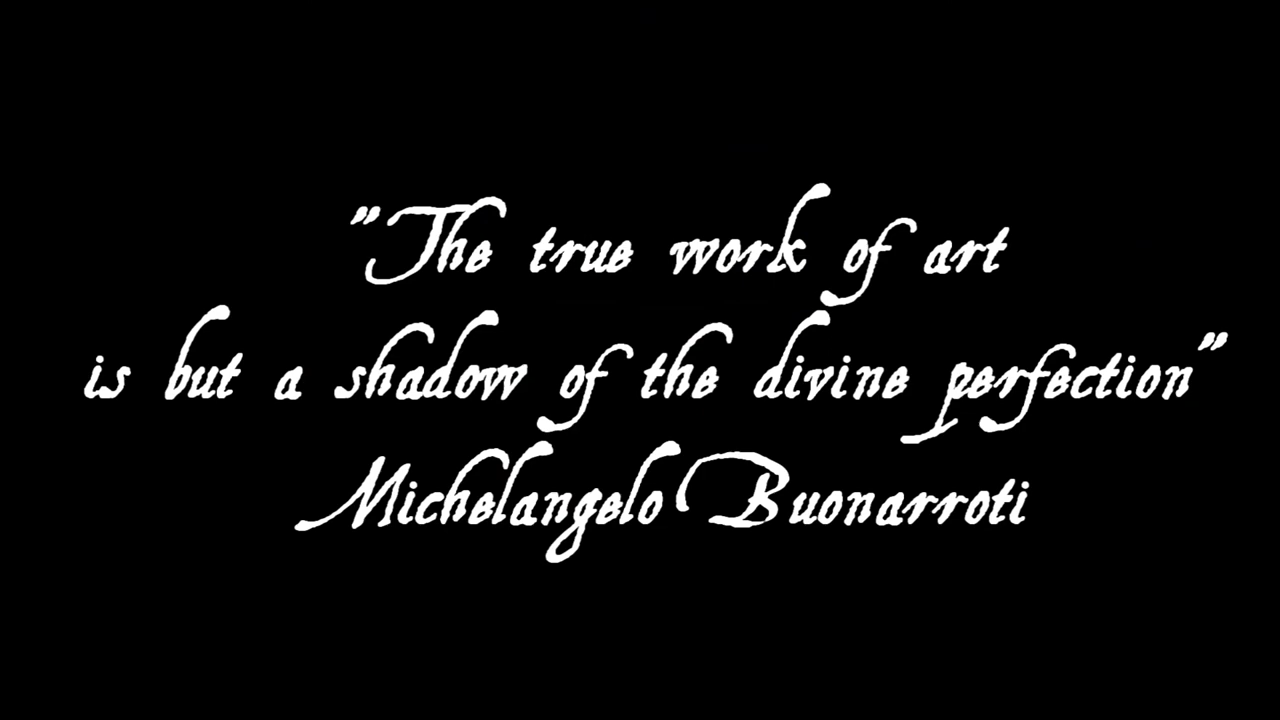 "The true work of art
is but a shadow of the divine perfection"
Michelangelo Buonarroti